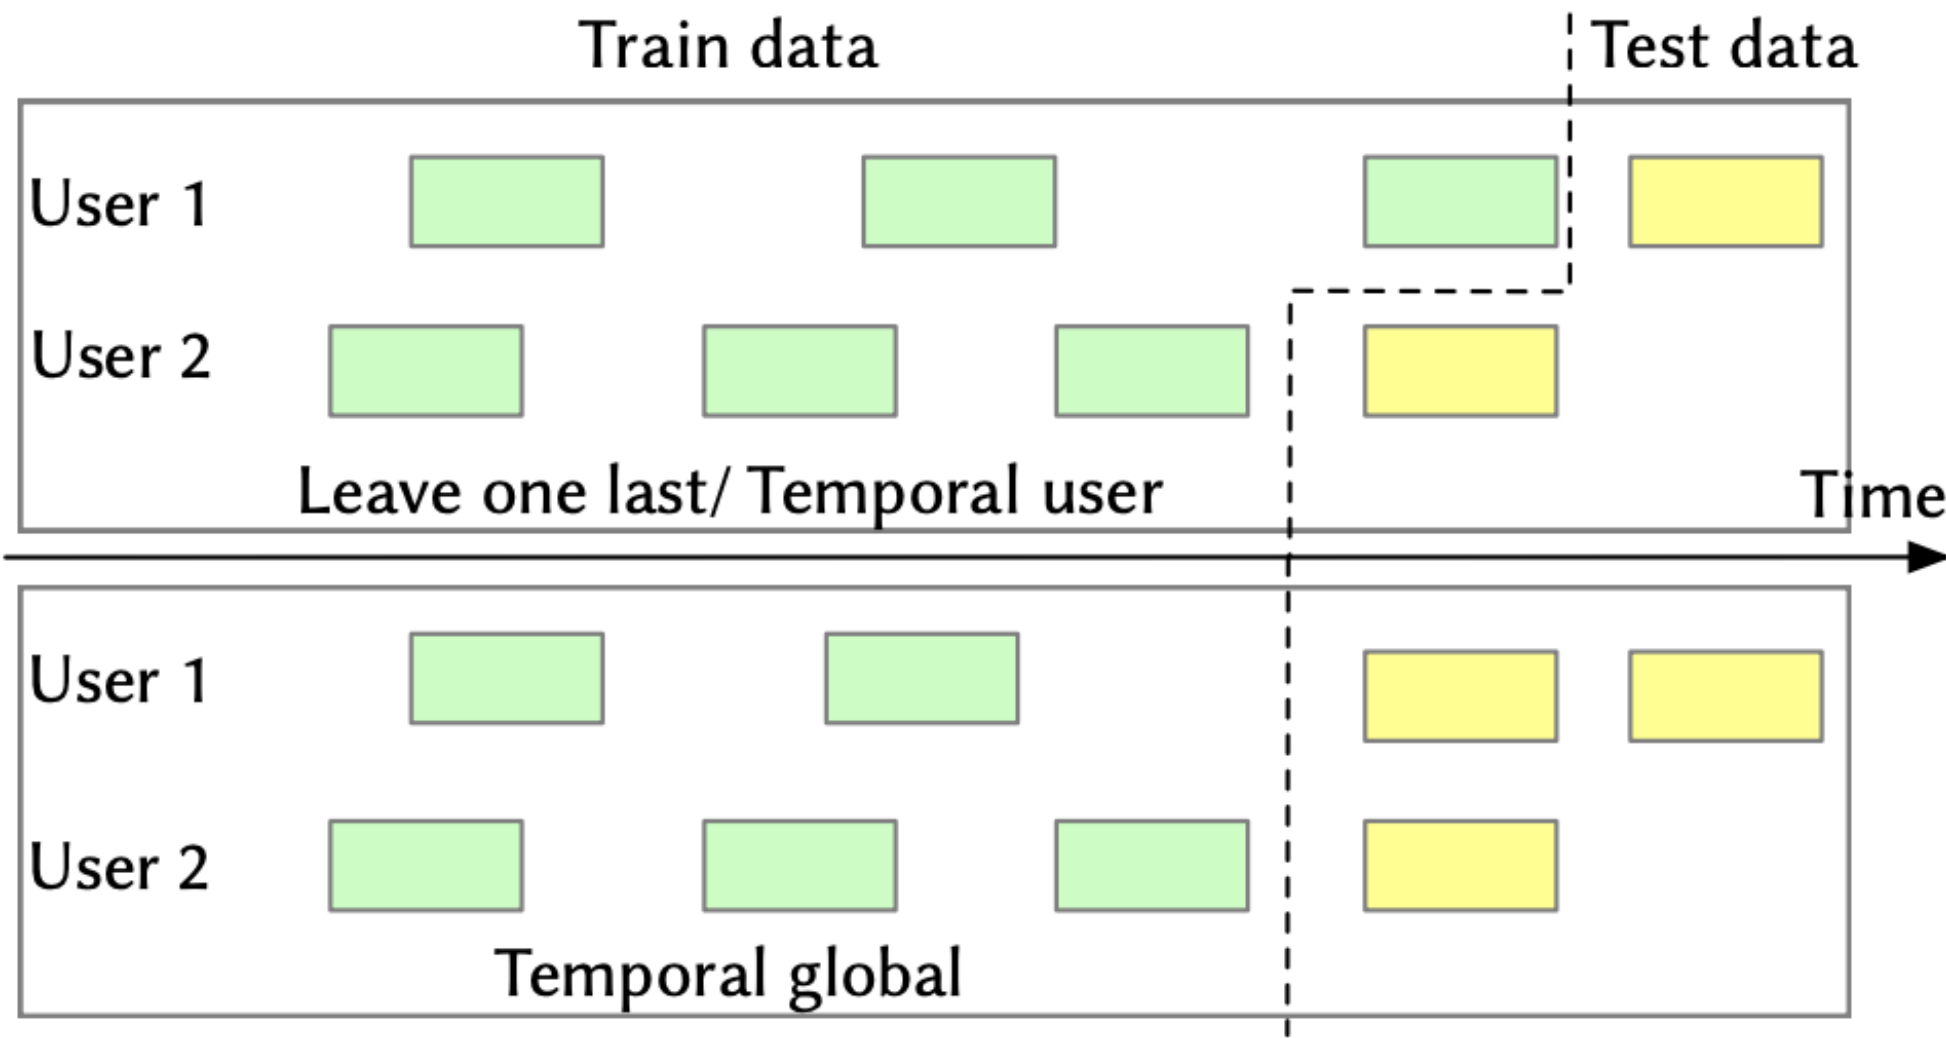 Train data
Test data
User 1
User 2
Leave one last/ Temporal user
Time
User 1
User 2
Temporal global